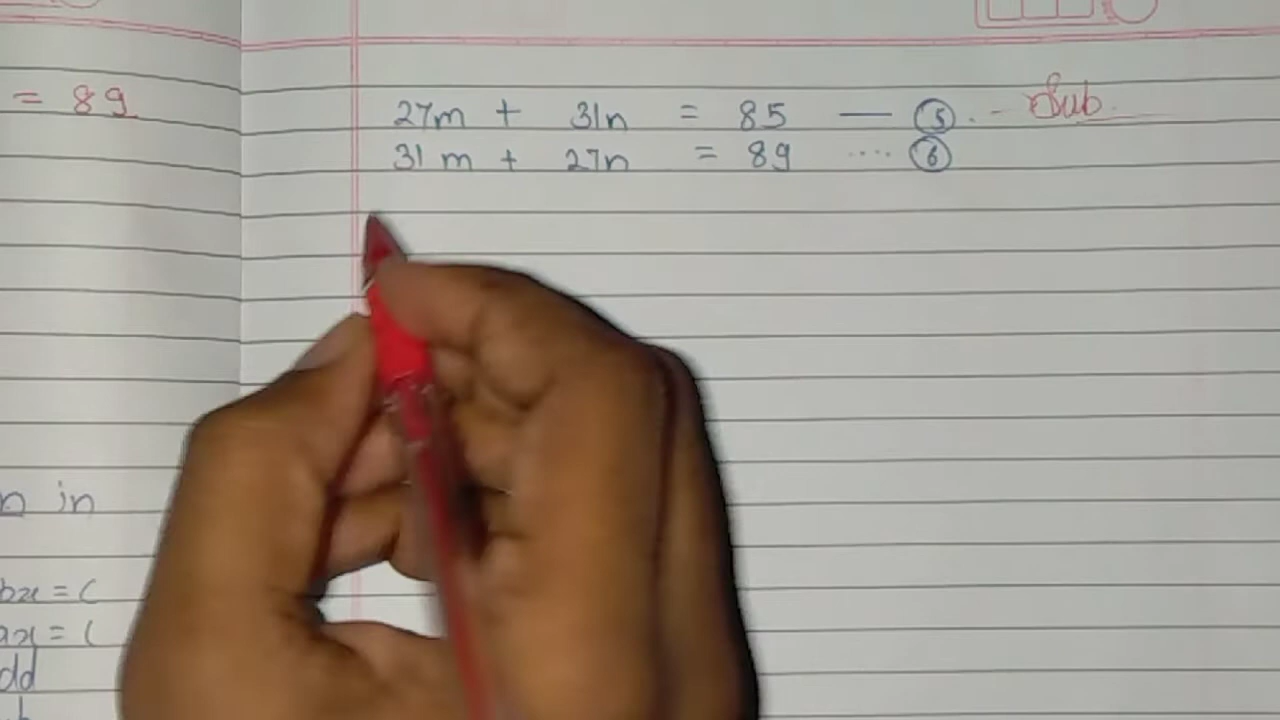 = 89
27m + 31n = 85 — (5) . - Sub.
31m + 27n = 89 .... (6)
n in
bx = (
ax = (
dd